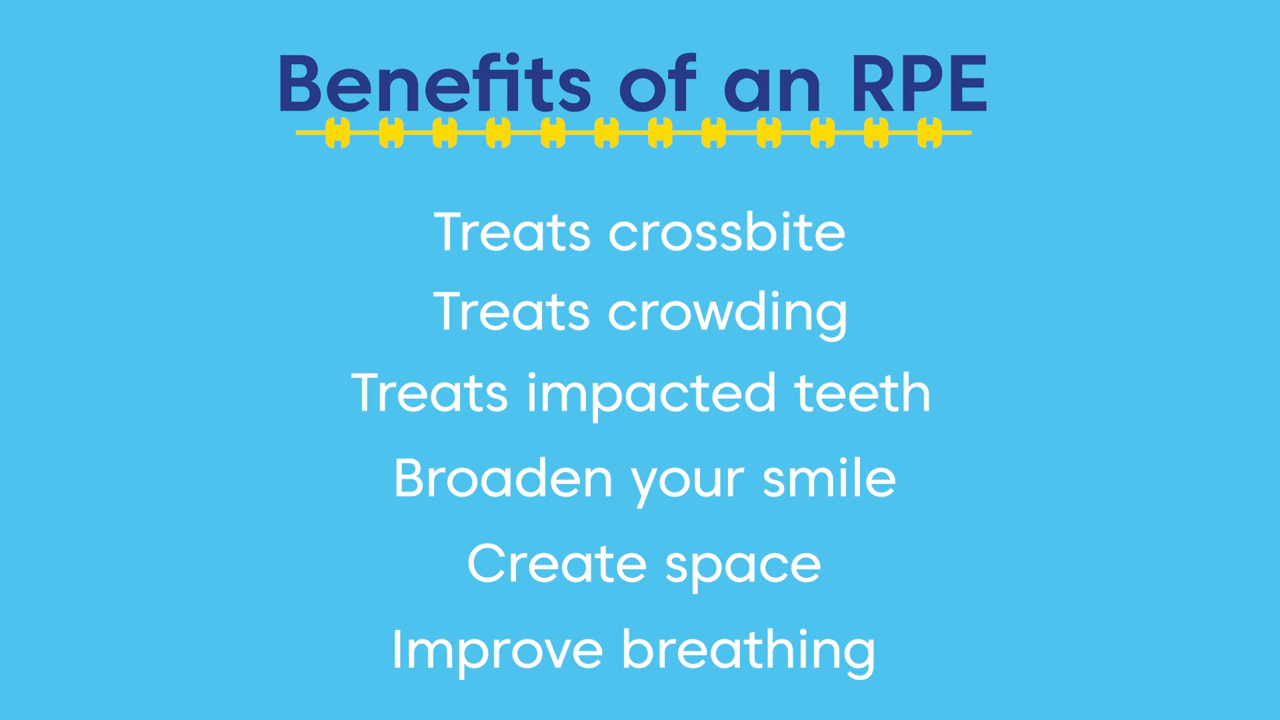 Benefits of an RPE
Treats crossbite
Treats crowding
Treats impacted teeth
Broaden your smile
Create space
Improve breathing